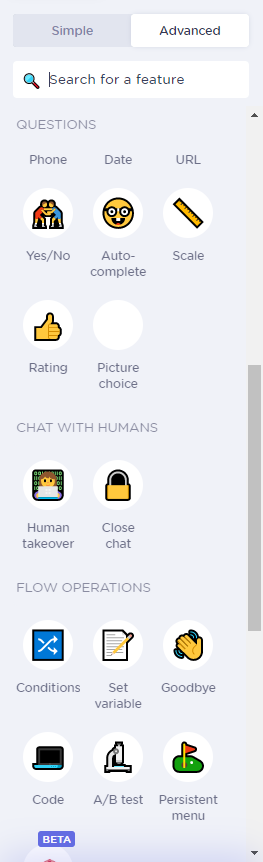 Simple Advanced
Search for a feature
QUESTIONS
Phone Date URL
Yes/No Auto- Scale
complete
Rating Picture
choice
CHAT WITH HUMANS
Human Close
takeover chat
FLOW OPERATIONS
Conditions Set Goodbye
variable
Code A/B test Persistent
menu
BETA